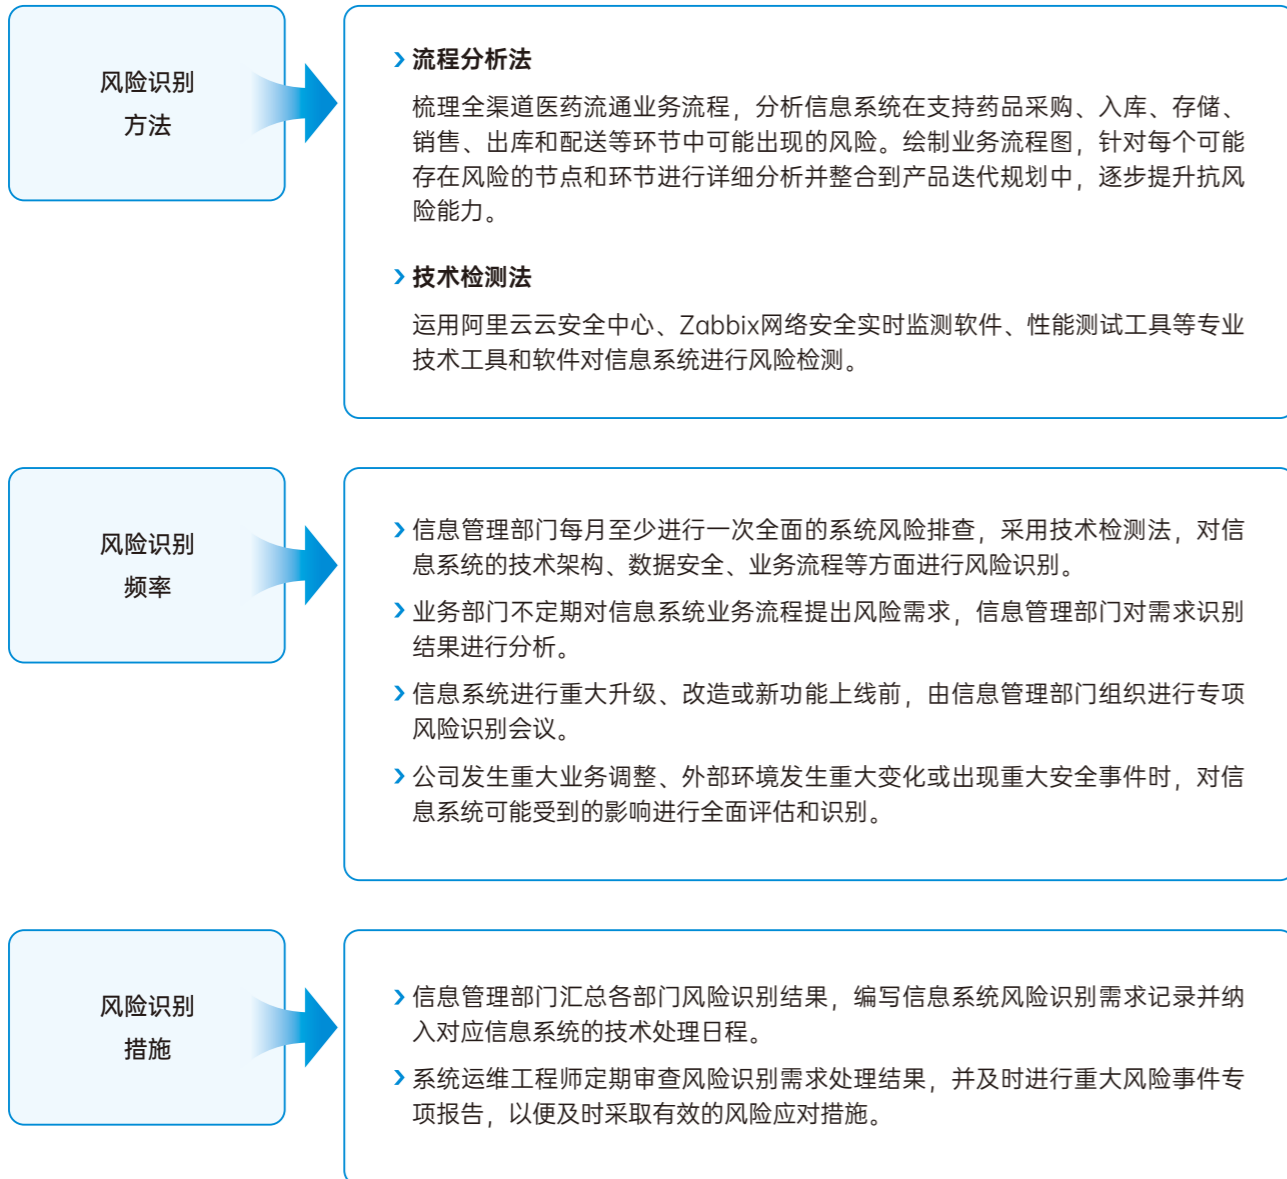 风险识别
方法
流程分析法
梳理全渠道医药流通业务流程，分析信息系统在支持药品采购、入库、存储、
销售、出库和配送等环节中可能出现的风险。绘制业务流程图，针对每个可能
存在风险的节点和环节进行详细分析并整合到产品迭代规划中，逐步提升抗风
险能力。
技术检测法
运用阿里云云安全中心、Zabbix网络安全实时监测软件、性能测试工具等专业
技术工具和软件对信息系统进行风险检测。
风险识别
频率
信息管理部门每月至少进行一次全面的系统风险排查，采用技术检测法，对信
息系统的技术架构、数据安全、业务流程等方面进行风险识别。
业务部门不定期对信息系统业务流程提出风险需求，信息管理部门对需求识别
结果进行分析。
信息系统进行重大升级、改造或新功能上线前，由信息管理部门组织进行专项
风险识别会议。
公司发生重大业务调整、外部环境发生重大变化或出现重大安全事件时，对信
息系统可能受到的影响进行全面评估和识别。
风险识别
措施
信息管理部门汇总各部门风险识别结果，编写信息系统风险识别需求记录并纳
入对应信息系统的技术处理日程。
系统运维工程师定期审查风险识别需求处理结果，并及时进行重大风险事件专
项报告，以便及时采取有效的风险应对措施。